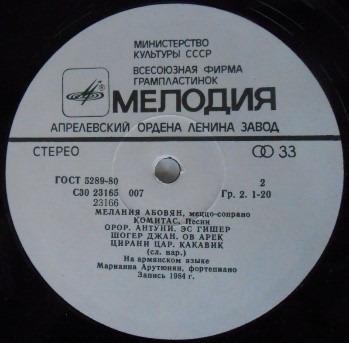 МИНИСТЕРСТВО
КУЛЬТУРЫ СССР
ВСЕСОЮЗНАЯ ФИРМА
ГРАМПЛАСТИНОК
МЕЛОДИЯ
АПРЕЛЕВСКИЙ ОРДЕНА ЛЕНИНА ЗАВОД
СТЕРЕО 33
ГОСТ 5289-80 2
С30 23165 007 Гр. 2. 1-20
23166
МЕЛАНИЯ АБОВЯН, меццо-сопрано
КОМИТАС. Песни
ОРОР. АНТУНИ. ЭС ГИШЕР
ШОГЕР ДЖАН. ОВ АРЕК
ЦИРАНИ ЦАР. КАКАВИК
(сл. нар.)
На армянском языке
Марианна Арутюнян, фортепиано
Запись 1984 г.